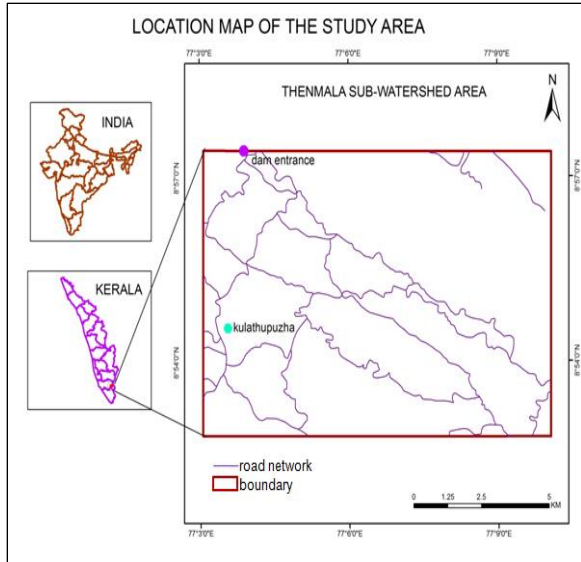 LOCATION MAP OF THE STUDY AREA
77°3'0"E
77°6'0"E
77°9'0"E
THENMALA SUB-WATERSHED AREA
N
INDIA
dam entrance
8°57'0"N
8°57'0"N
KERALA
kulathupuzha
8°54'0"N
8°54'0"N
road network
boundary
0 1.25 2.5 5
KM
77°3'0"E
77°6'0"E
77°9'0"E